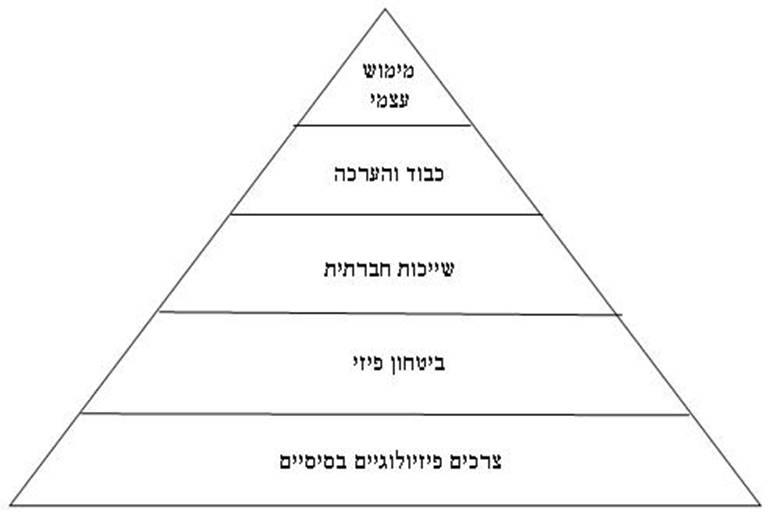 מימוש
עצמי
כבוד והערכה
שייכות חברתית
ביטחון פיזי
צרכים פיזיולוגיים בסיסיים